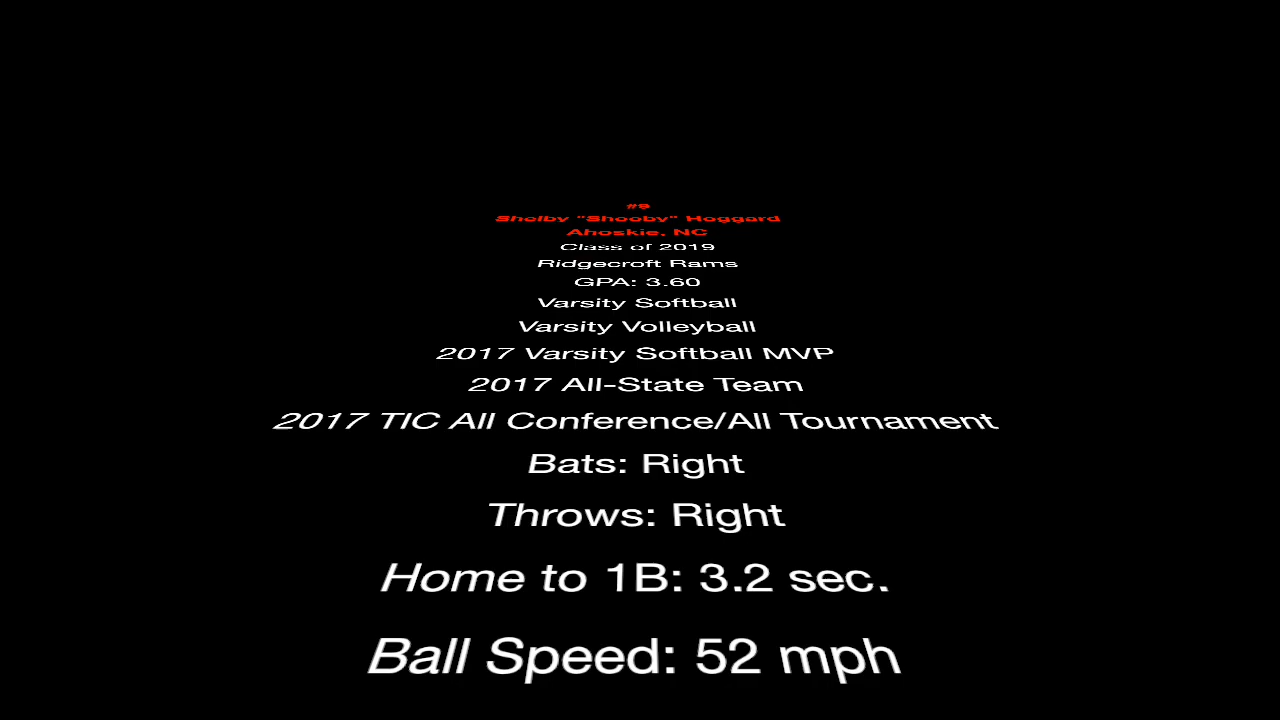 #9
Shelby "Shooby" Hoggard
Ahoskie, NC
Class of 2019
Ridgecroft Rams
GPA: 3.60
Varsity Softball
Varsity Volleyball
2017 Varsity Softball MVP
2017 All-State Team
2017 TIC All Conference/All Tournament
Bats: Right
Throws: Right
Home to 1B: 3.2 sec.
Ball Speed: 52 mph